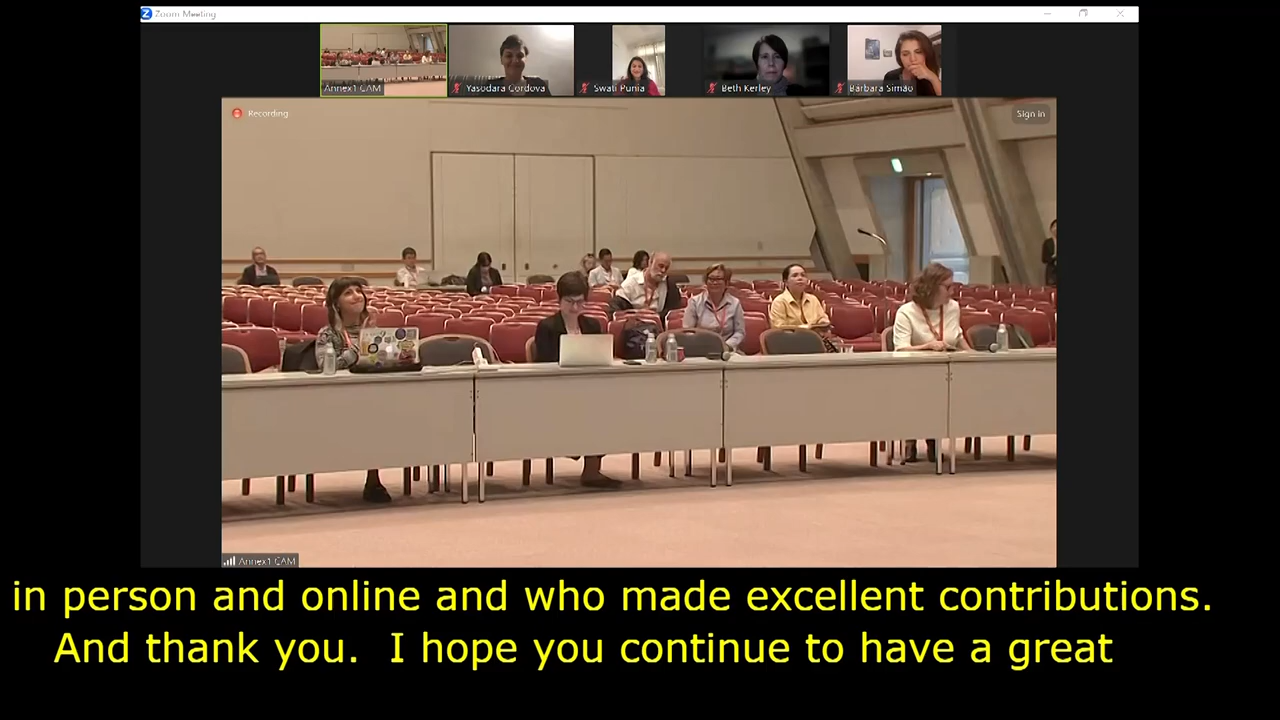 Zoom Meeting
Annex1 CAM
Yasodara Cordova
Swati Punia
Beth Kerley
Barbara Simão
Recording
Sign in
Annex1 CAM
in person and online and who made excellent contributions.
And thank you.  I hope you continue to have a great